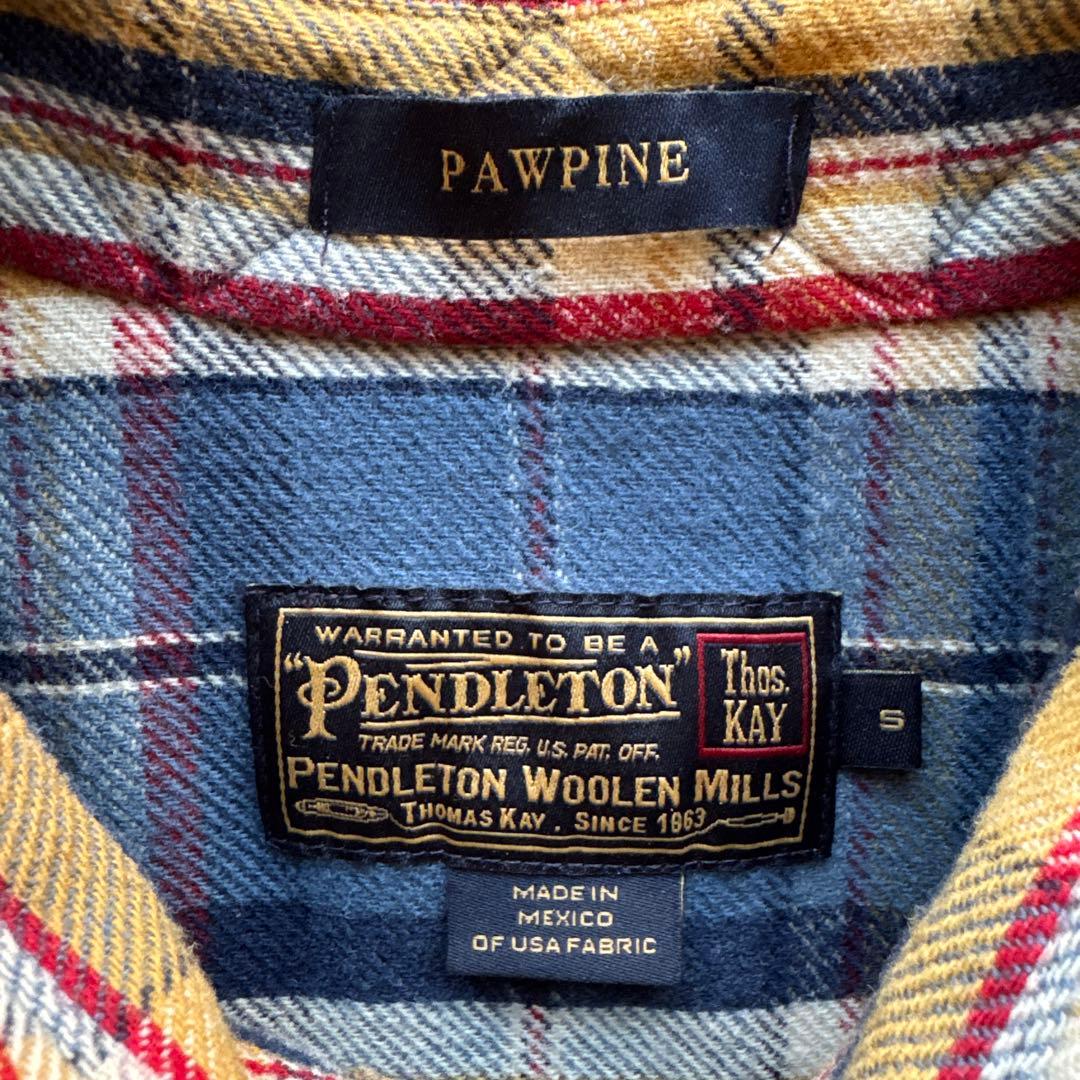 PAWPINE
WARRANTED TO BE A
"PENDLETON"
Thos.
KAY
TRADE MARK REG. U.S. PAT. OFF.
PENDLETON WOOLEN MILLS
THOMAS KAY . SINCE 1863
S
MADE IN
MEXICO
OF USA FABRIC